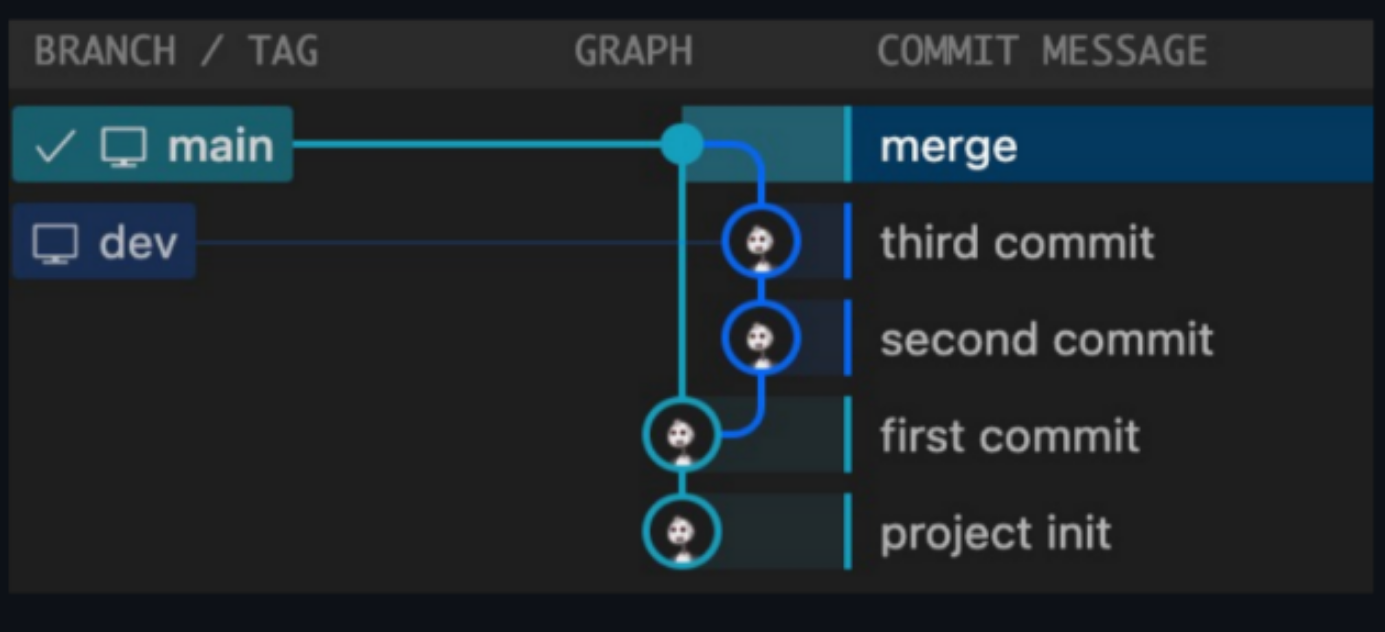 BRANCH / TAG GRAPH COMMIT MESSAGE
main merge
dev third commit
second commit
first commit
project init